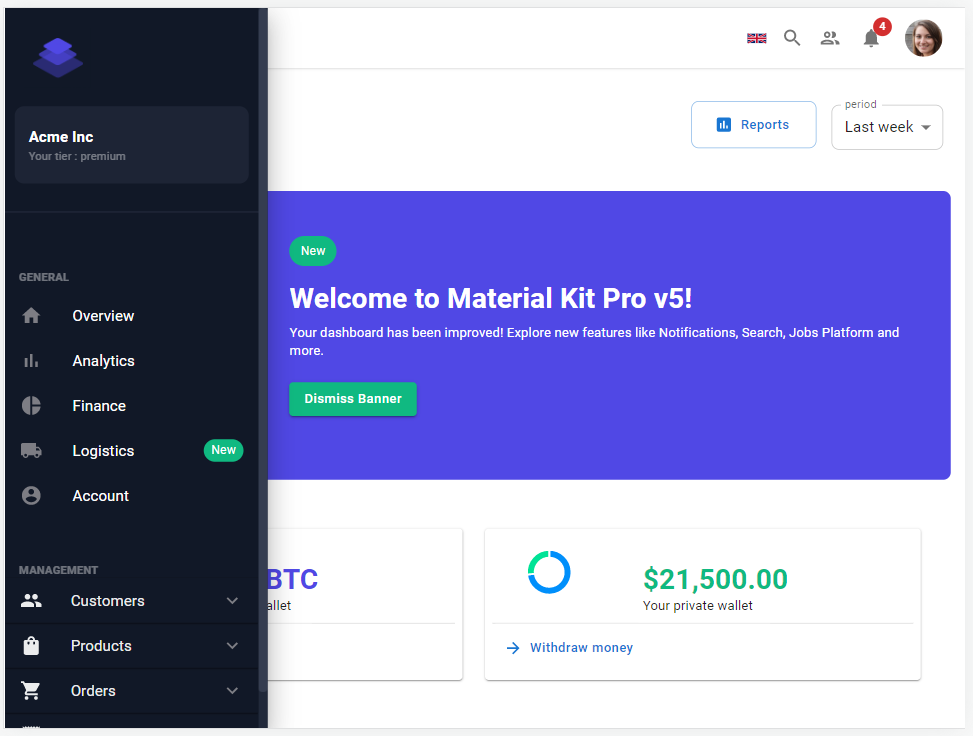 4
Acme Inc
Your tier : premium
Reports
period
Last week
GENERAL
Overview
Analytics
Finance
Logistics
New
Account
MANAGEMENT
Customers
Products
Orders
New
Welcome to Material Kit Pro v5!
Your dashboard has been improved! Explore new features like Notifications, Search, Jobs Platform and
more.
Dismiss Banner
BTC
$21,500.00
Your private wallet
Withdraw money